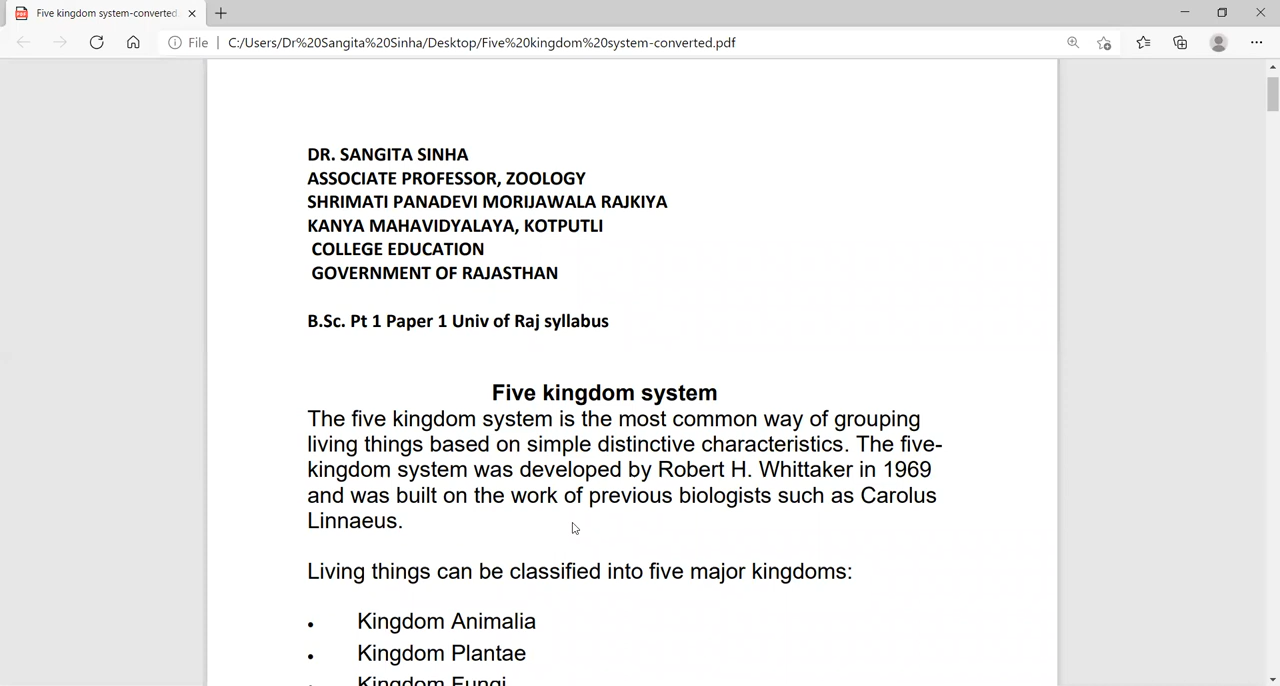 Five kingdom system-converted.
File
C:/Users/Dr%20Sangita%20Sinha/Desktop/Five%20kingdom%20system-converted.pdf
DR. SANGITA SINHA
ASSOCIATE PROFESSOR, ZOOLOGY
SHRIMATI PANADEVI MORIJAWALA RAJKIYA
KANYA MAHAVIDYALAYA, KOTPUTLI
COLLEGE EDUCATION
GOVERNMENT OF RAJASTHAN
B.Sc. Pt 1 Paper 1 Univ of Raj syllabus
Five kingdom system
The five kingdom system is the most common way of grouping
living things based on simple distinctive characteristics. The five-
kingdom system was developed by Robert H. Whittaker in 1969
and was built on the work of previous biologists such as Carolus
Linnaeus.
Living things can be classified into five major kingdoms:
• Kingdom Animalia
• Kingdom Plantae
Kingdom Fungi